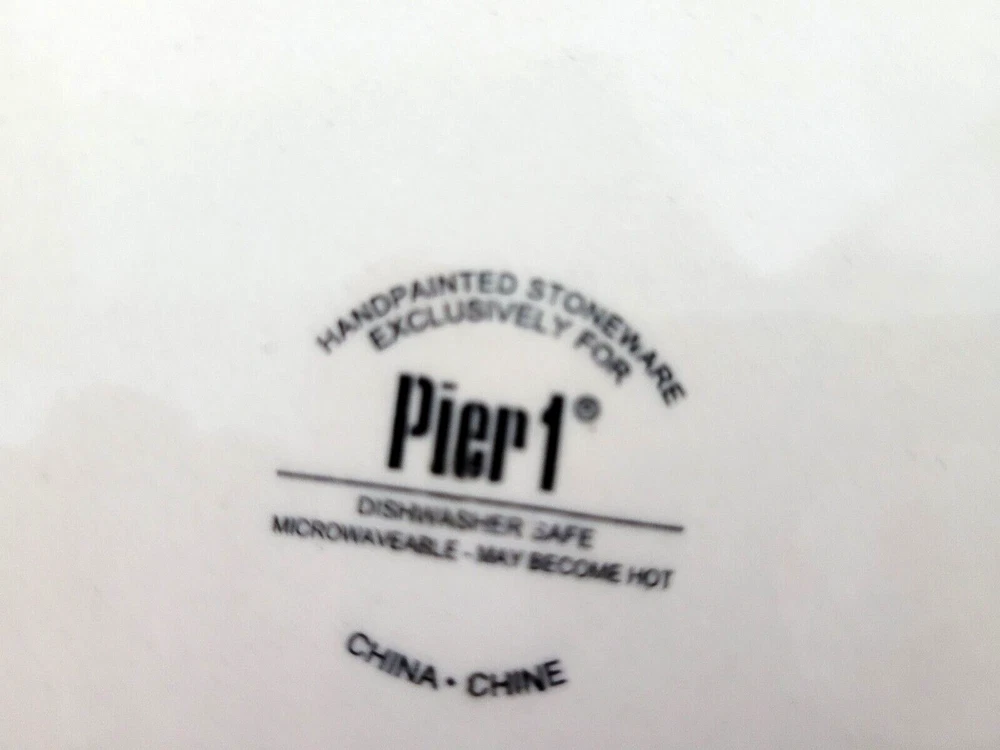 HANDPAINTED STONEWARE
EXCLUSIVELY FOR
Pier 1®
DISHWASHER SAFE
MICROWAVEABLE - MAY BECOME HOT
CHINA • CHINE